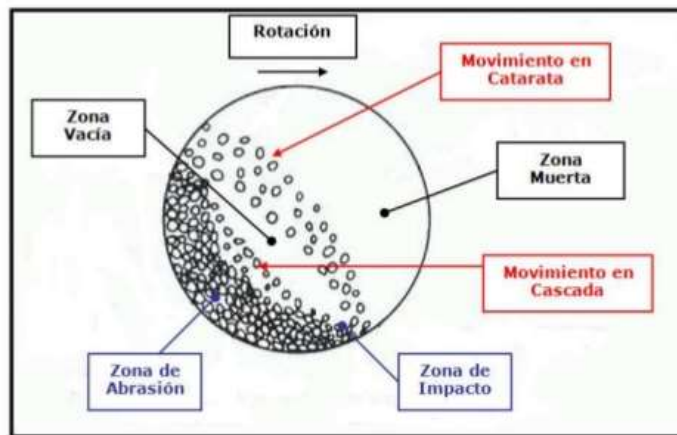 Rotación
Movimiento en
Catarata
Zona
Vacía
Zona
Muerta
Movimiento en
Cascada
Zona de
Abrasión
Zona de
Impacto